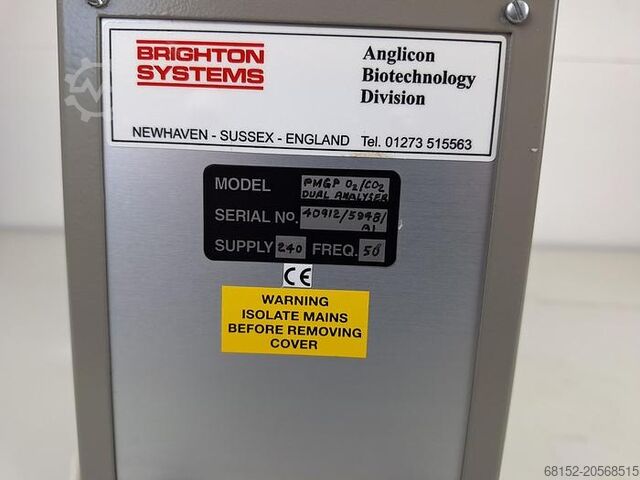 BRIGHTON
SYSTEMS
Anglicon
Biotechnology
Division
NEWHAVEN - SUSSEX - ENGLAND Tel. 01273 515563
MODEL PMGP O2/CO2
DUAL ANALYSER
SERIAL No. 40912/5948/
A1
SUPPLY 240 FREQ. 50
CE
WARNING
ISOLATE MAINS
BEFORE REMOVING
COVER
68152-20568515